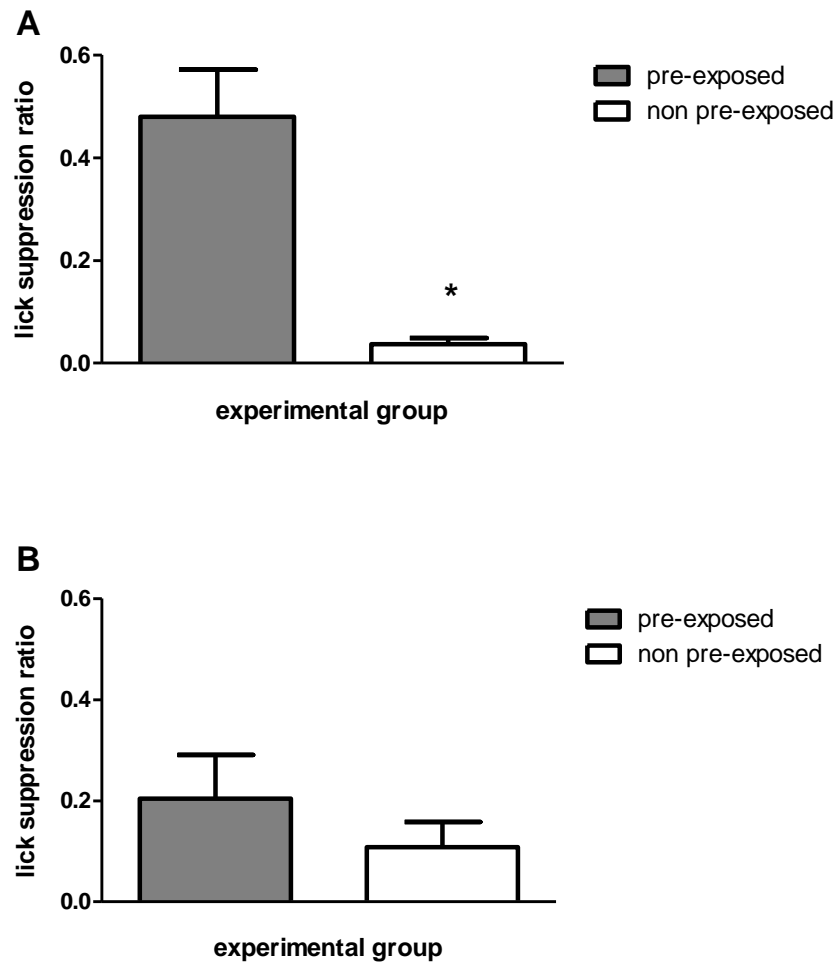 A
0.6
0.4
0.2
0.0
lick suppression ratio
*
experimental group
pre-exposed
non pre-exposed
B
0.6
0.4
0.2
0.0
lick suppression ratio
experimental group
pre-exposed
non pre-exposed